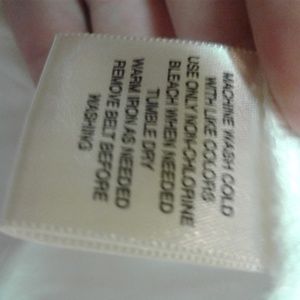 MACHINE WASH COLD
WITH LIKE COLORS
USE ONLY NON-CHLORINE
BLEACH WHEN NEEDED
TUMBLE DRY
WARM IRON AS NEEDED
REMOVE BELT BEFORE
WASHING